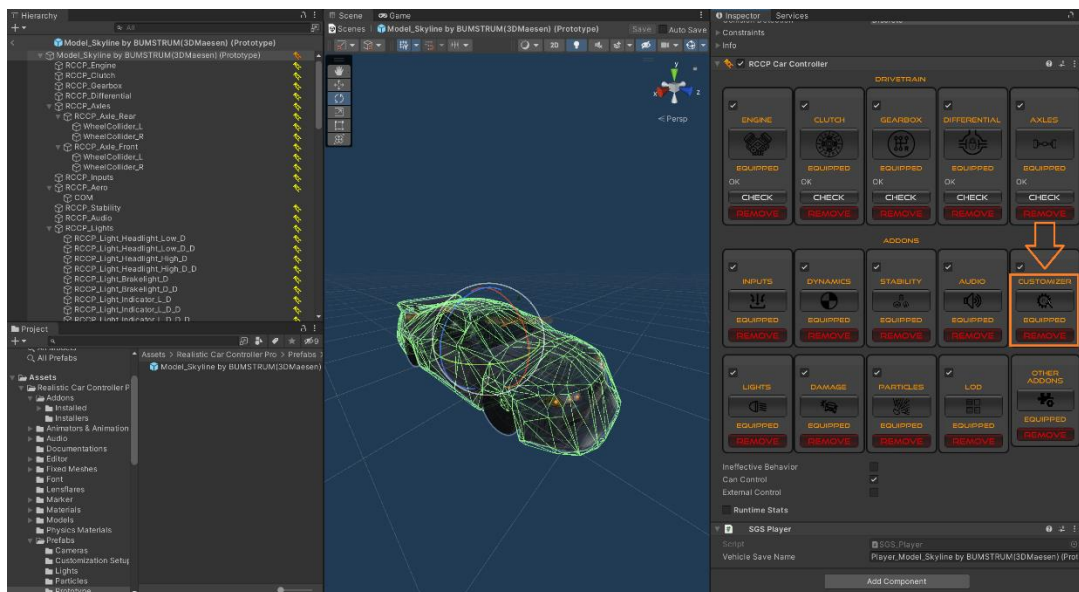 Hierarchy
All
Model_Skyline by BUMSTRUM(3DMaesen) (Prototype)
Model_Skyline by BUMSTRUM(3DMaesen) (Prototype)
RCCP_Engine
RCCP_Clutch
RCCP_Gearbox
RCCP_Differential
RCCP_Axles
RCCP_Axle_Rear
WheelCollider_L
WheelCollider_R
RCCP_Axle_Front
WheelCollider_L
WheelCollider_R
RCCP_Inputs
RCCP_Aero
COM
RCCP_Stability
RCCP_Audio
RCCP_Lights
RCCP_Light_Headlight_Low_D
RCCP_Light_Headlight_Low_D_D
RCCP_Light_Headlight_High_D
RCCP_Light_Headlight_High_D_D
RCCP_Light_Brakelight_D
RCCP_Light_Brakelight_D_D
RCCP_Light_Indicator_L_D
RCCP_Light_Indicator_L_D_D
RCCP_Light_Indicator_L_D_D_D
Project
9
All Prefabs
Assets
Realistic Car Controller P
Addons
Installed
Installers
Animators & Animation
Audio
Documentations
Editor
Fixed Meshes
Font
Lensflares
Marker
Materials
Models
Physics Materials
Prefabs
Cameras
Customization Setup
Lights
Particles
Prototype
Assets > Realistic Car Controller Pro > Prefabs >
Model_Skyline by BUMSTRUM(3DMaesen)
Scene Game
Scenes Model_Skyline by BUMSTRUM(3DMaesen) (Prototype) Save Auto Save
2D
y
x z
Persp
Inspector Services
Constraints
Info
RCCP Car Controller
DRIVETRAIN
ENGINE CLUTCH GEARBOX DIFFERENTIAL AXLES
EQUIPPED EQUIPPED EQUIPPED EQUIPPED EQUIPPED
OK OK OK OK OK
CHECK CHECK CHECK CHECK CHECK
REMOVE REMOVE REMOVE REMOVE REMOVE
ADDONS
INPUTS DYNAMICS STABILITY AUDIO CUSTOMIZER
EQUIPPED EQUIPPED EQUIPPED EQUIPPED EQUIPPED
REMOVE REMOVE REMOVE REMOVE REMOVE
LIGHTS DAMAGE PARTICLES LOD OTHER ADDONS
EQUIPPED EQUIPPED EQUIPPED EQUIPPED EQUIPPED
REMOVE REMOVE REMOVE REMOVE REMOVE
Ineffective Behavior
Can Control
External Control
Runtime Stats
SGS Player
Script SGS_Player
Vehicle Save Name Player_Model_Skyline by BUMSTRUM(3DMaesen) (Prot
Add Component